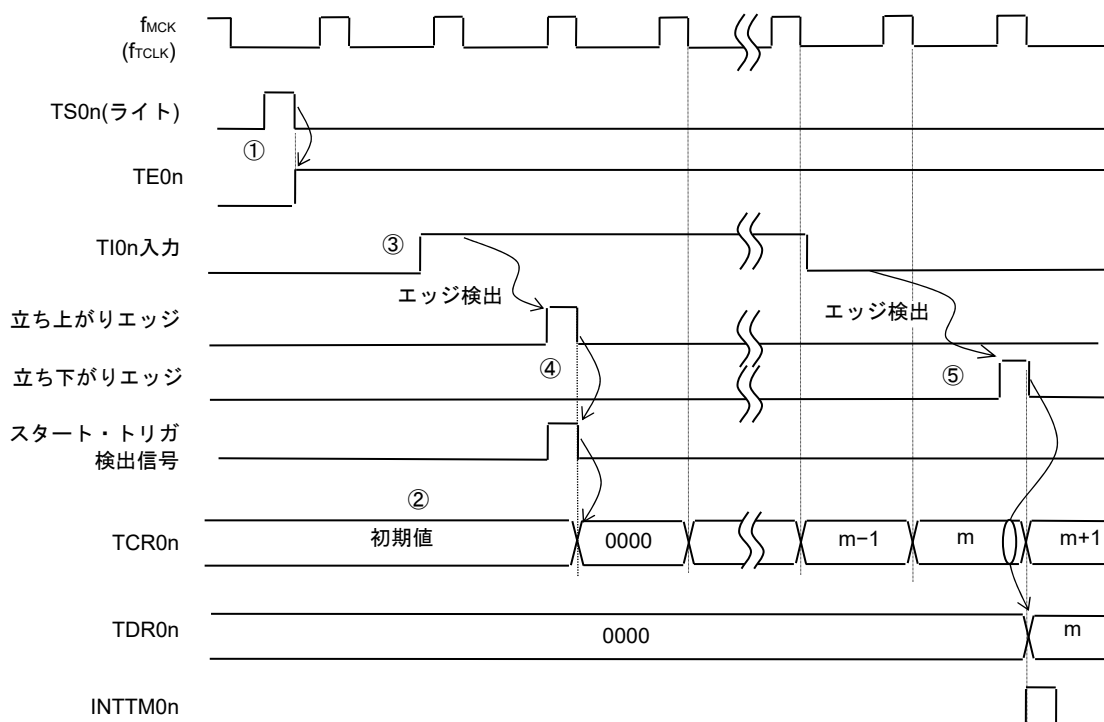 fMCK
(fTCLK)
TS0n(ライト)
①
TE0n
TI0n入力
③
エッジ検出
エッジ検出
立ち上がりエッジ
④
立ち下がりエッジ
⑤
スタート・トリガ
検出信号
②
TCR0n
初期値
0000
m−1
m
m+1
TDR0n
0000
m
INTTM0n